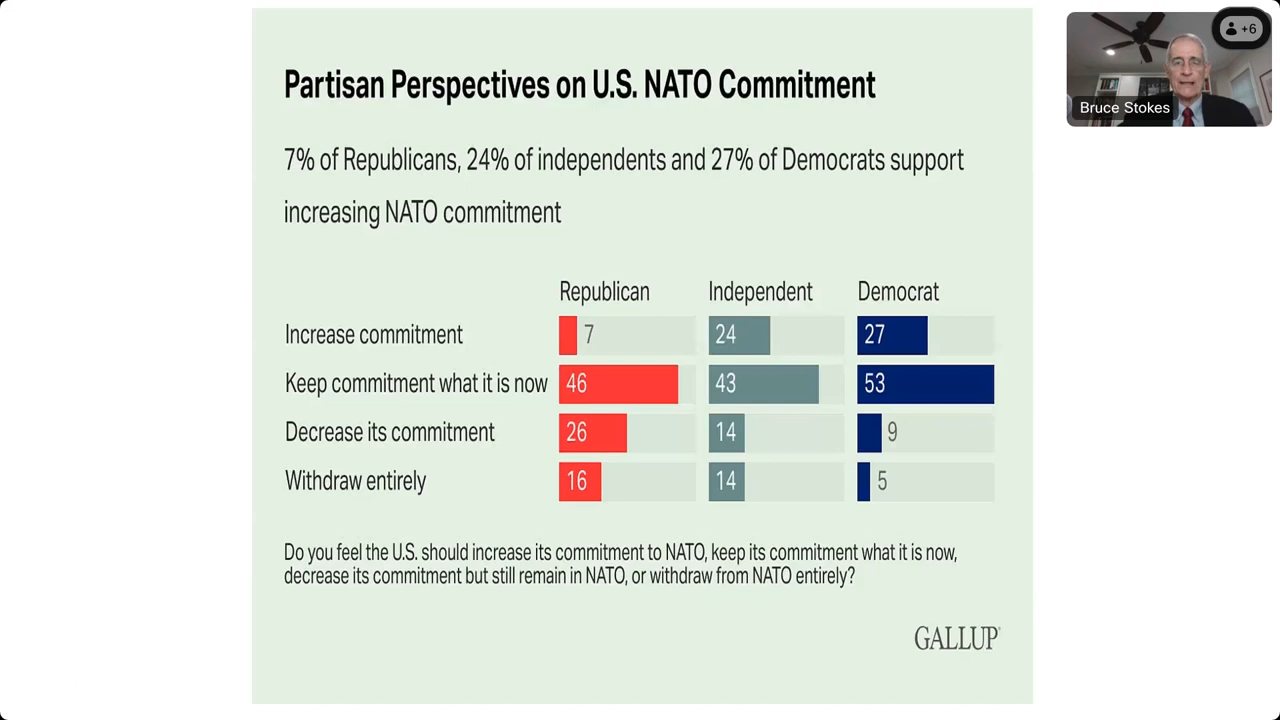 Partisan Perspectives on U.S. NATO Commitment
7% of Republicans, 24% of independents and 27% of Democrats support
increasing NATO commitment
Republican Independent Democrat
Increase commitment 7 24 27
Keep commitment what it is now 46 43 53
Decrease its commitment 26 14 9
Withdraw entirely 16 14 5
Do you feel the U.S. should increase its commitment to NATO, keep its commitment what it is now,
decrease its commitment but still remain in NATO, or withdraw from NATO entirely?
GALLUP®
+6
Bruce Stokes